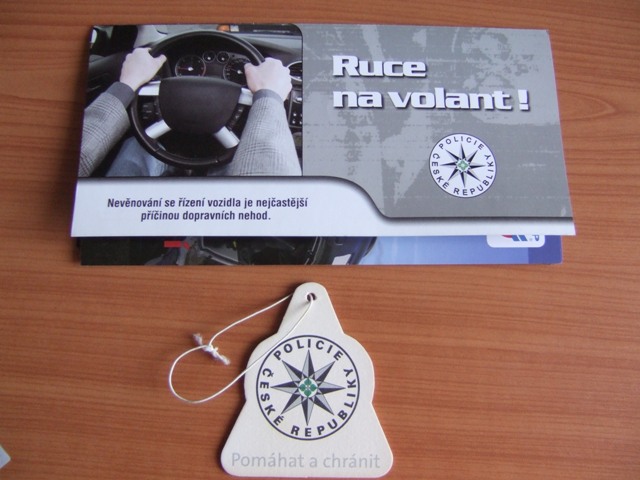 Ruce
na volant!
POLICIE
ČESKÉ REPUBLIKY
Nevěnování se řízení vozidla je nejčastější
příčinou dopravních nehod.
POLICIE
ČESKÉ REPUBLIKY
Pomáhat a chránit